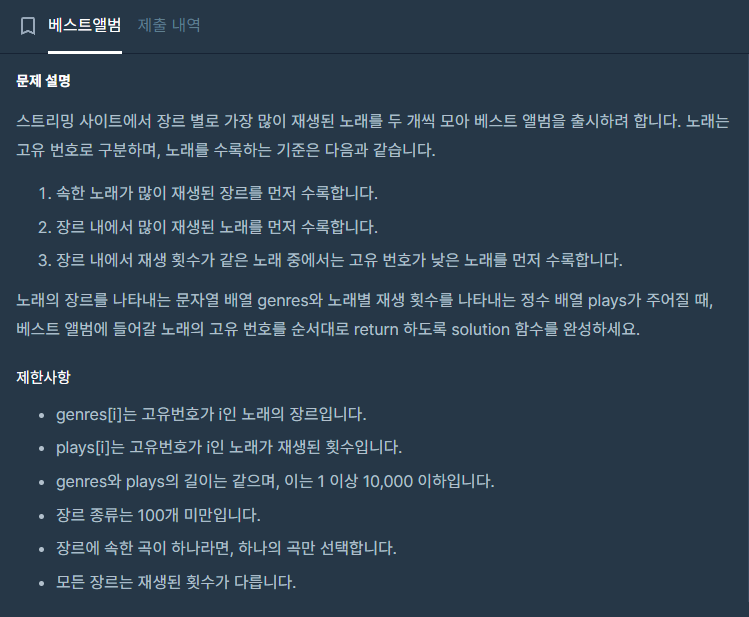 베스트앨범 제출 내역
문제 설명
스트리밍 사이트에서 장르 별로 가장 많이 재생된 노래를 두 개씩 모아 베스트 앨범을 출시하려 합니다. 노래는
고유 번호로 구분하며, 노래를 수록하는 기준은 다음과 같습니다.
1. 속한 노래가 많이 재생된 장르를 먼저 수록합니다.
2. 장르 내에서 많이 재생된 노래를 먼저 수록합니다.
3. 장르 내에서 재생 횟수가 같은 노래 중에서는 고유 번호가 낮은 노래를 먼저 수록합니다.
노래의 장르를 나타내는 문자열 배열 genres와 노래별 재생 횟수를 나타내는 정수 배열 plays가 주어질 때,
베스트 앨범에 들어갈 노래의 고유 번호를 순서대로 return 하도록 solution 함수를 완성하세요.
제한사항
• genres[i]는 고유번호가 i인 노래의 장르입니다.
• plays[i]는 고유번호가 i인 노래가 재생된 횟수입니다.
• genres와 plays의 길이는 같으며, 이는 1 이상 10,000 이하입니다.
• 장르 종류는 100개 미만입니다.
• 장르에 속한 곡이 하나라면, 하나의 곡만 선택합니다.
• 모든 장르는 재생된 횟수가 다릅니다.